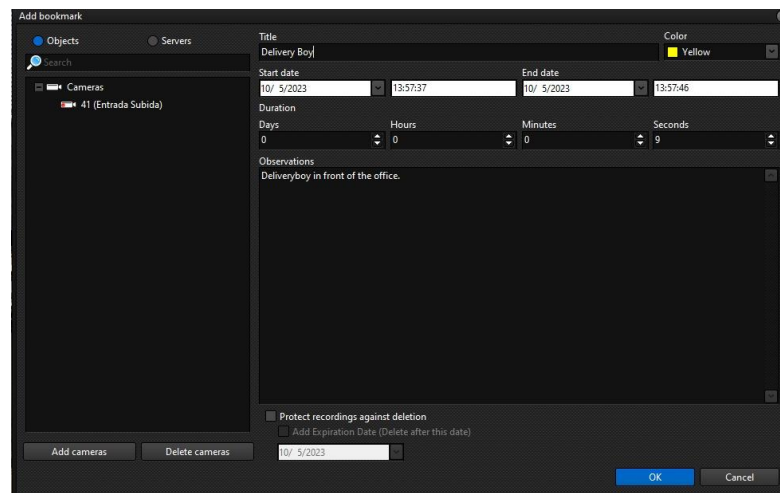 Add bookmark
Objects
Servers
Search
Cameras
41 (Entrada Subida)
Add cameras
Delete cameras
Title
Color
Delivery Boy
Yellow
Start date
End date
10/ 5/2023
13:57:37
10/ 5/2023
13:57:46
Duration
Days
Hours
Minutes
Seconds
0
0
0
9
Observations
Deliveryboy in front of the office.
Protect recordings against deletion
Add Expiration Date (Delete after this date)
10/ 5/2023
OK
Cancel